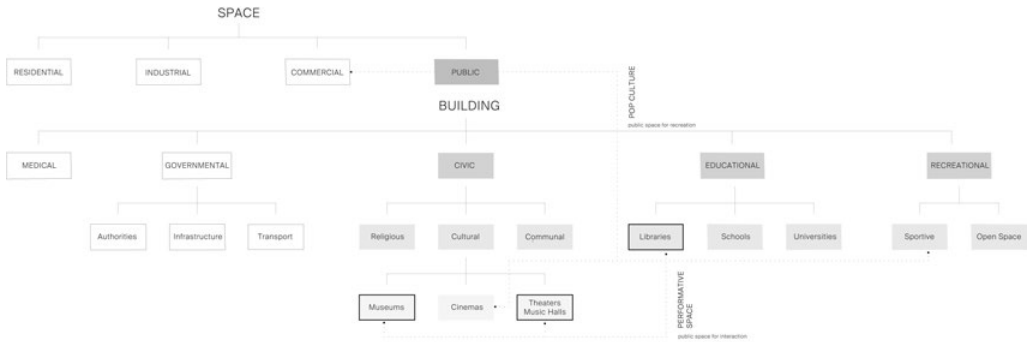 SPACE
RESIDENTIAL
INDUSTRIAL
COMMERCIAL
PUBLIC
POP CULTURE
public space for recreation
BUILDING
MEDICAL
GOVERNMENTAL
CIVIC
EDUCATIONAL
RECREATIONAL
Authorities
Infrastructure
Transport
Religious
Cultural
Communal
Libraries
Schools
Universities
Sportive
Open Space
Museums
Cinemas
Theaters
Music Halls
PERFORMATIVE
SPACE
public space for interaction